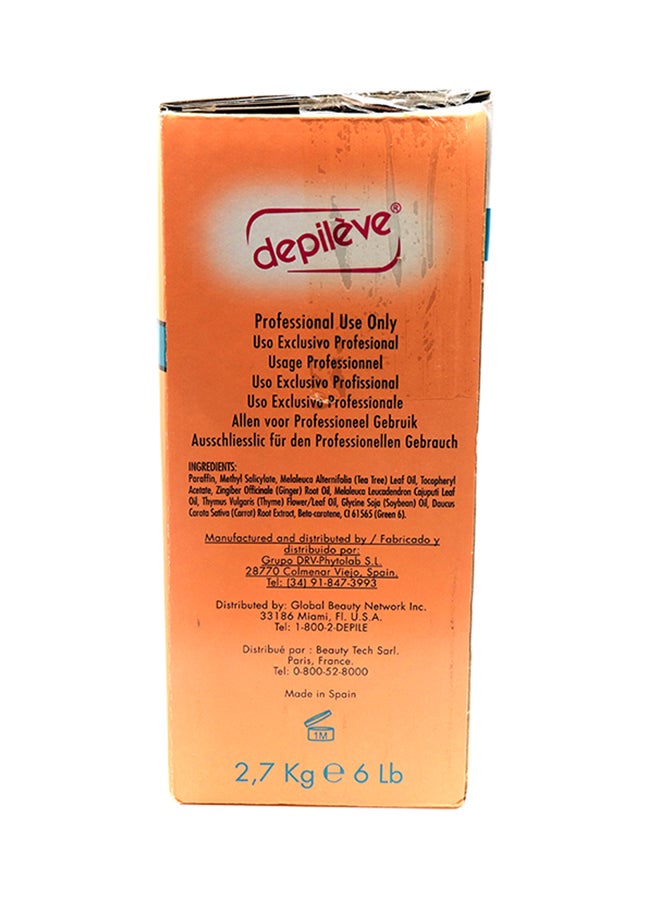 depilève®
Professional Use Only
Uso Exclusivo Profesional
Usage Professionnel
Uso Exclusivo Profissional
Uso Exclusivo Professionale
Allen voor Professioneel Gebruik
Ausschliesslic für den Professionellen Gebrauch
INGREDIENTS:
Paraffin, Methyl Salicylate, Melaleuca Alternifolia (Tea Tree) Leaf Oil, Tocopheryl
Acetate, Zingiber Officinale (Ginger) Root Oil, Melaleuca Leucadendron Cajuputi Leaf
Oil, Thymus Vulgaris (Thyme) Flower/Leaf Oil, Glycine Soja (Soybean) Oil, Daucus
Carota Sativa (Carrot) Root Extract, Beta-carotene, CI 61565 (Green 6).
Manufactured and distributed by / Fabricado y
distribuido por:
Grupo DRV-Phytolab S.L.
28770 Colmenar Viejo, Spain.
Tel: (34) 91-847-3993
Distributed by: Global Beauty Network Inc.
33186 Miami, Fl. U.S.A.
Tel: 1-800-2-DEPILE
Distribué par : Beauty Tech Sarl.
Paris, France.
Tel: 0-800-52-8000
Made in Spain
1M
2,7 Kg ℮ 6 Lb